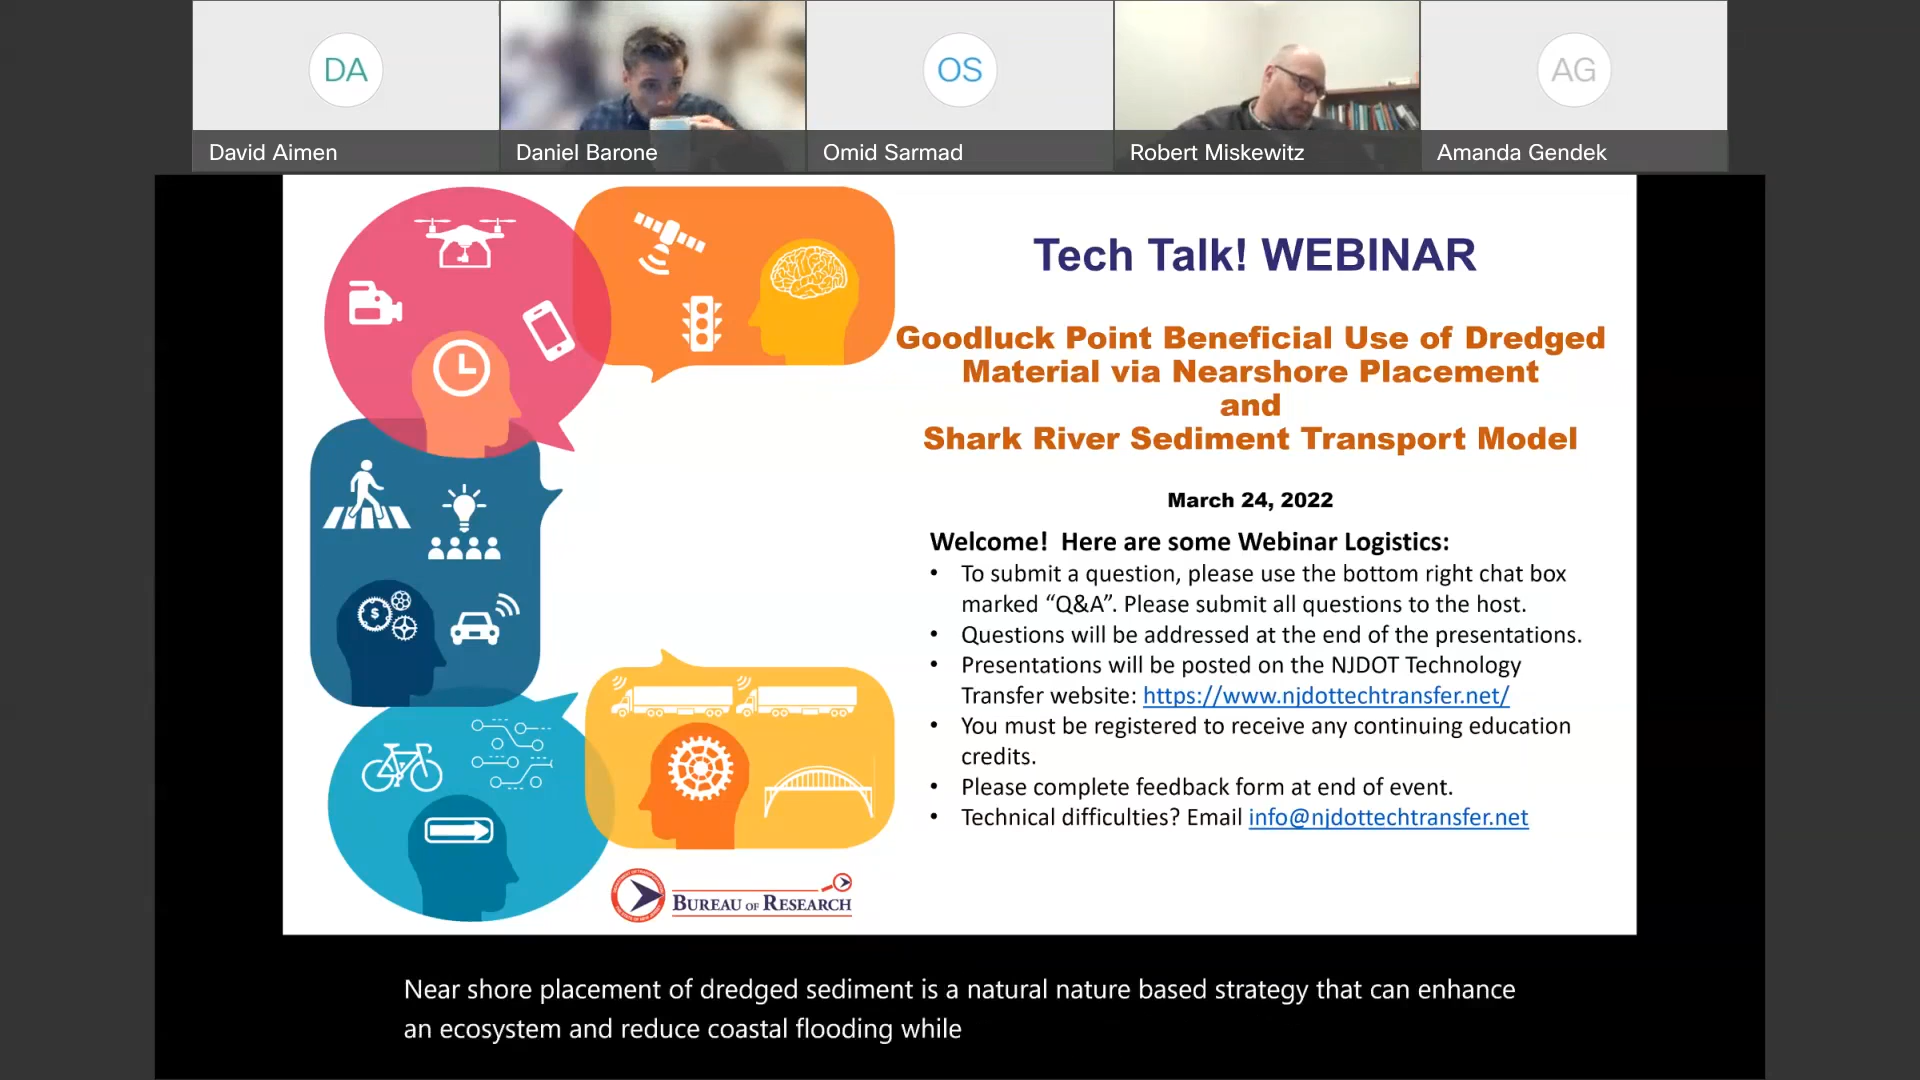 DA
OS
AG
David Aimen
Daniel Barone
Omid Sarmad
Robert Miskewitz
Amanda Gendek
Tech Talk! WEBINAR
Goodluck Point Beneficial Use of Dredged
Material via Nearshore Placement
and
Shark River Sediment Transport Model
March 24, 2022
Welcome!  Here are some Webinar Logistics:
• To submit a question, please use the bottom right chat box
marked “Q&A”. Please submit all questions to the host.
• Questions will be addressed at the end of the presentations.
• Presentations will be posted on the NJDOT Technology
Transfer website: https://www.njdottechtransfer.net/
• You must be registered to receive any continuing education
credits.
• Please complete feedback form at end of event.
• Technical difficulties? Email info@njdottechtransfer.net
$
BUREAU OF RESEARCH
Near shore placement of dredged sediment is a natural nature based strategy that can enhance
an ecosystem and reduce coastal flooding while